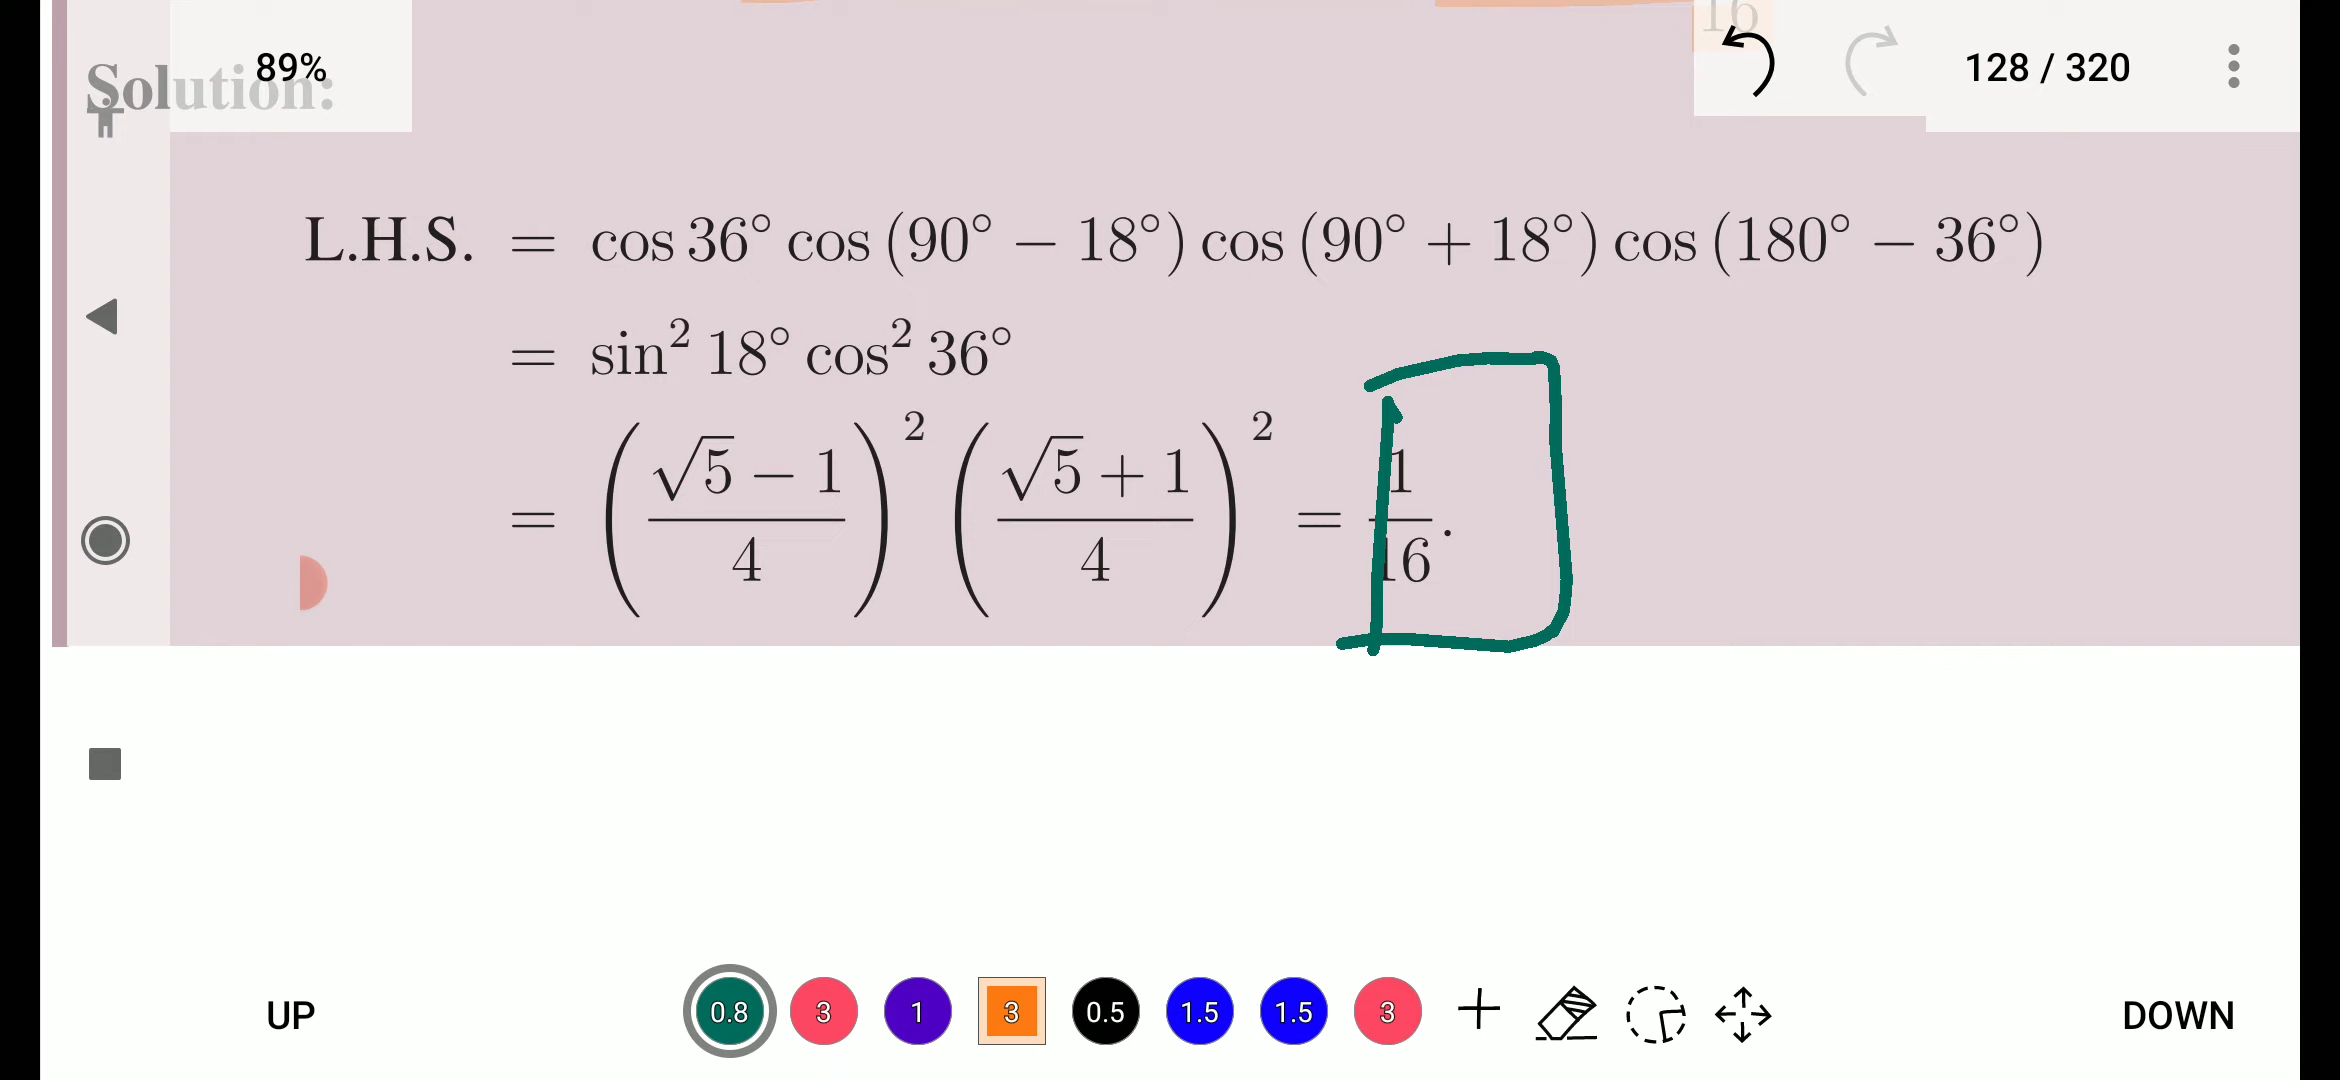 16
89%
128 / 320
Solution:
L.H.S. = cos 36° cos (90° − 18°) cos (90° + 18°) cos (180° − 36°)
= sin² 18° cos² 36°
= ((√5 − 1)/4)² ((√5 + 1)/4)² = 1/16.
UP 0.8 3 1 3 0.5 1.5 1.5 3 DOWN